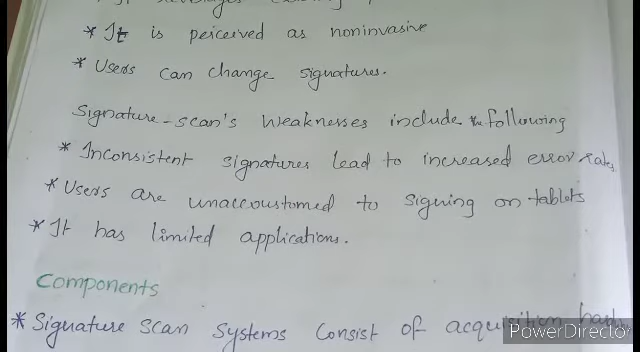 * It is perceived as noninvasive
* Users can change signatures.
Signature-scan's weaknesses include the following
* Inconsistent signatures lead to increased error rates
* Users are unaccoustomed to signing on tablets
* It has limited applications.
Components
* Signature scan systems consist of acquisition
PowerDirector